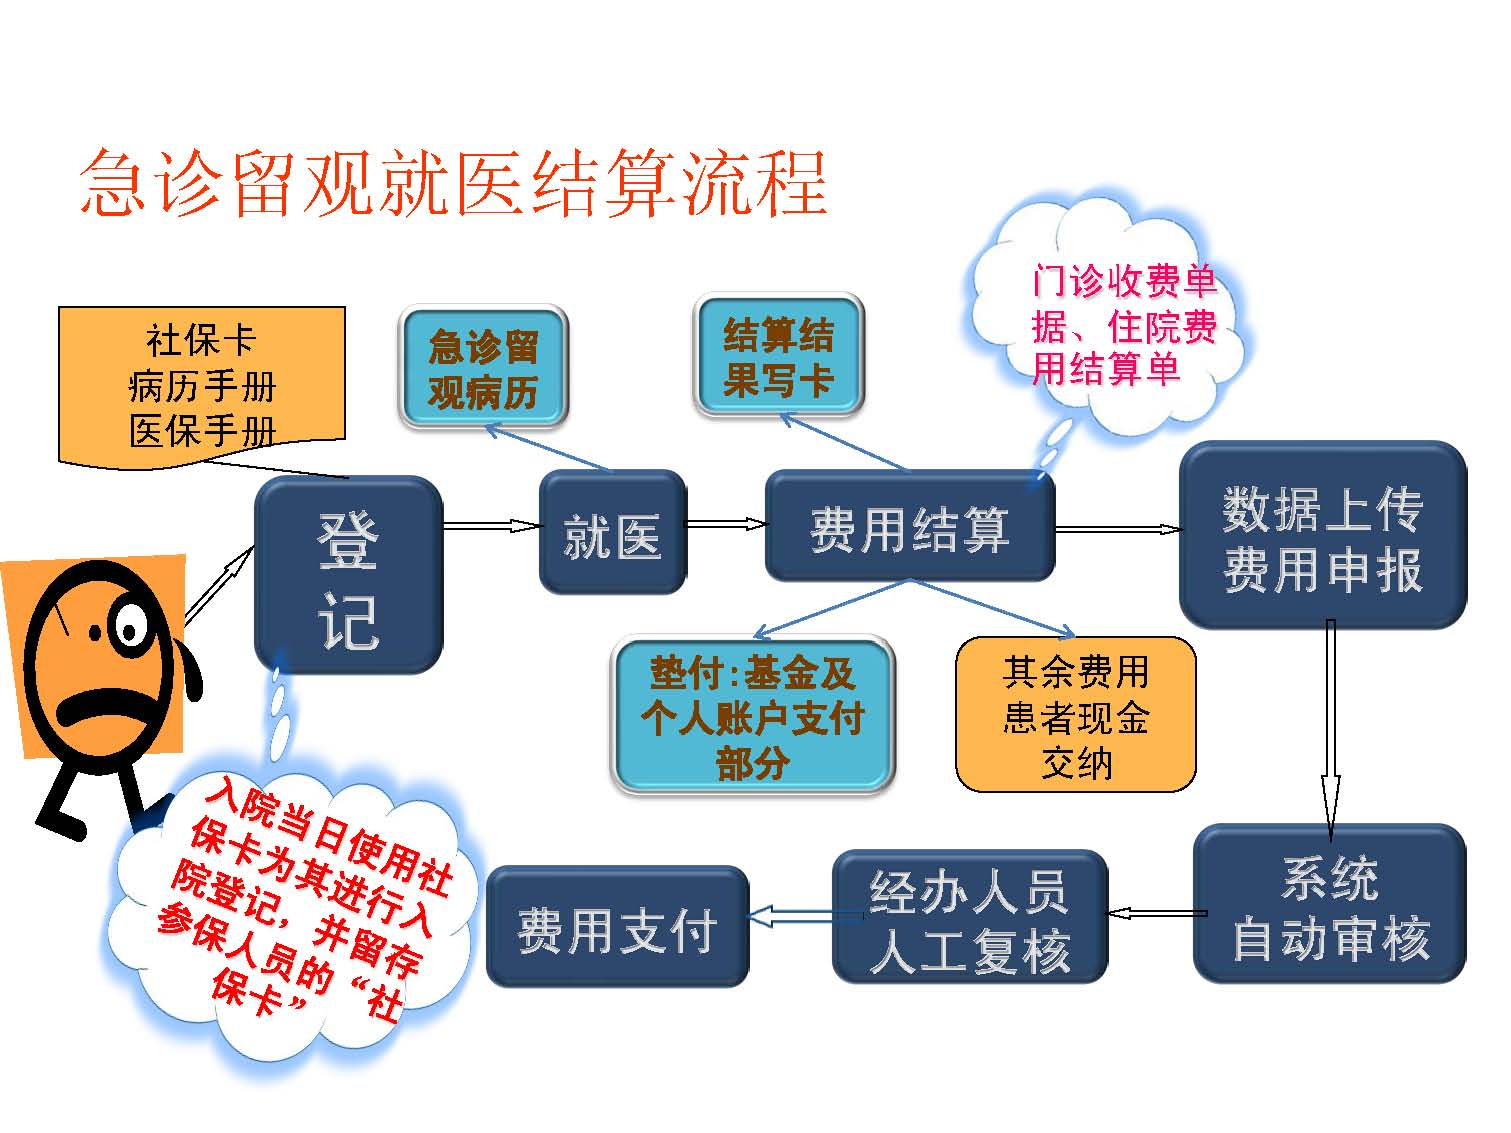 急诊留观就医结算流程
社保卡
病历手册
医保手册
急诊留
观病历
结算结
果写卡
门诊收费单
据、住院费
用结算单
登
记
就医
费用结算
数据上传
费用申报
垫付:基金及
个人账户支付
部分
其余费用
患者现金
交纳
入院当日使用社
保卡为其进行入
院登记，并留存
参保人员的“社
保卡”
费用支付
经办人员
人工复核
系统
自动审核